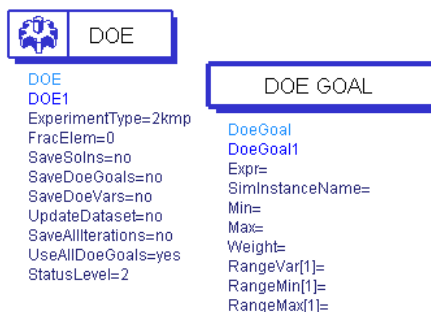 DOE
DOE
DOE1
ExperimentType=2kmp
FracElem=0
SaveSolns=no
SaveDoeGoals=no
SaveDoeVars=no
UpdateDataset=no
SaveAllIterations=no
UseAllDoeGoals=yes
StatusLevel=2
DOE GOAL
DoeGoal
DoeGoal1
Expr=
SimInstanceName=
Min=
Max=
Weight=
RangeVar[1]=
RangeMin[1]=
RangeMax[1]=